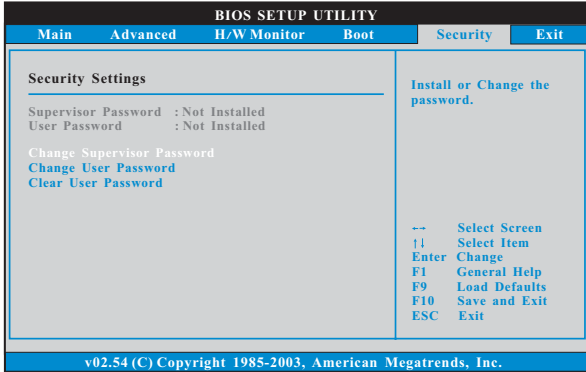 BIOS SETUP UTILITY
Main Advanced H/W Monitor Boot Security Exit
Security Settings
Supervisor Password : Not Installed
User Password : Not Installed
Change Supervisor Password
Change User Password
Clear User Password
Install or Change the
password.
←→ Select Screen
↑↓ Select Item
Enter Change
F1 General Help
F9 Load Defaults
F10 Save and Exit
ESC Exit
v02.54 (C) Copyright 1985-2003, American Megatrends, Inc.